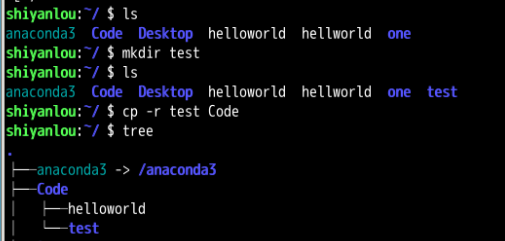 shiyanlou:~/ $ ls
anaconda3 Code Desktop helloworld hellworld one
shiyanlou:~/ $ mkdir test
shiyanlou:~/ $ ls
anaconda3 Code Desktop helloworld hellworld one test
shiyanlou:~/ $ cp -r test Code
shiyanlou:~/ $ tree
.
├──anaconda3 -> /anaconda3
├──Code
│   ├──helloworld
│   └──test